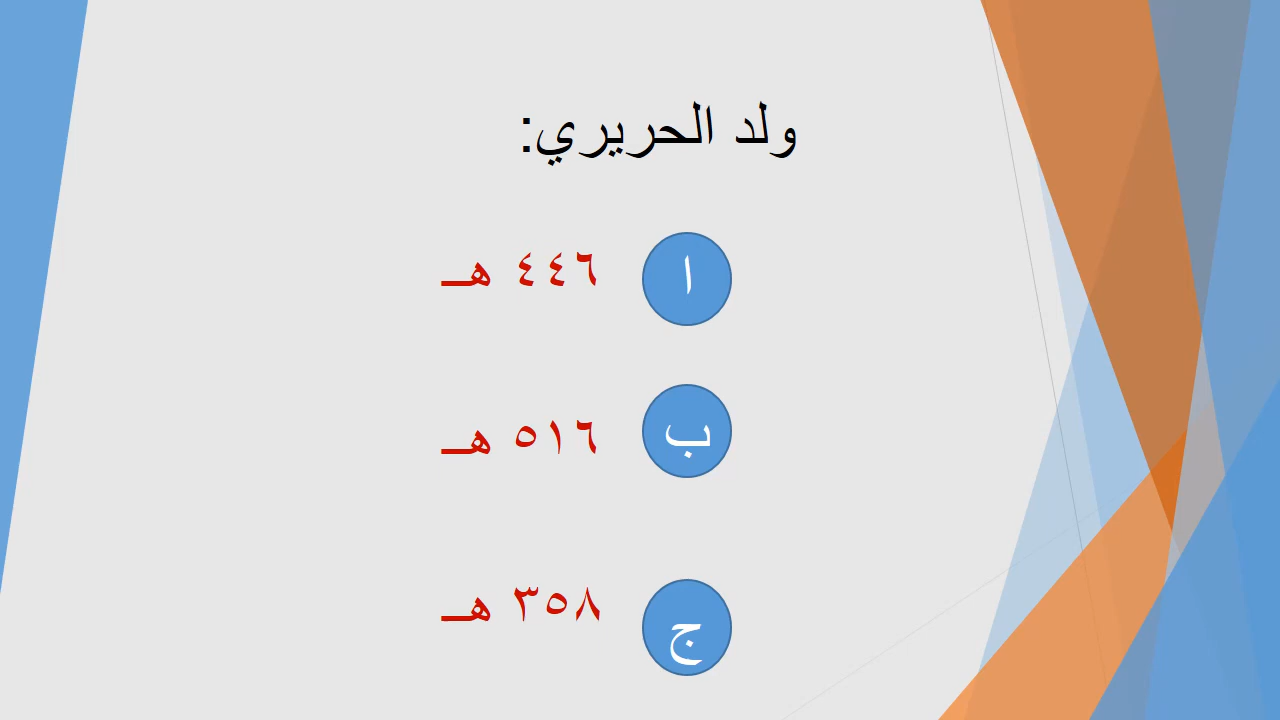 ولد الحريري:
ا ٤٤٦ هـ
ب ٥١٦ هـ
ج ٣٥٨ هـ